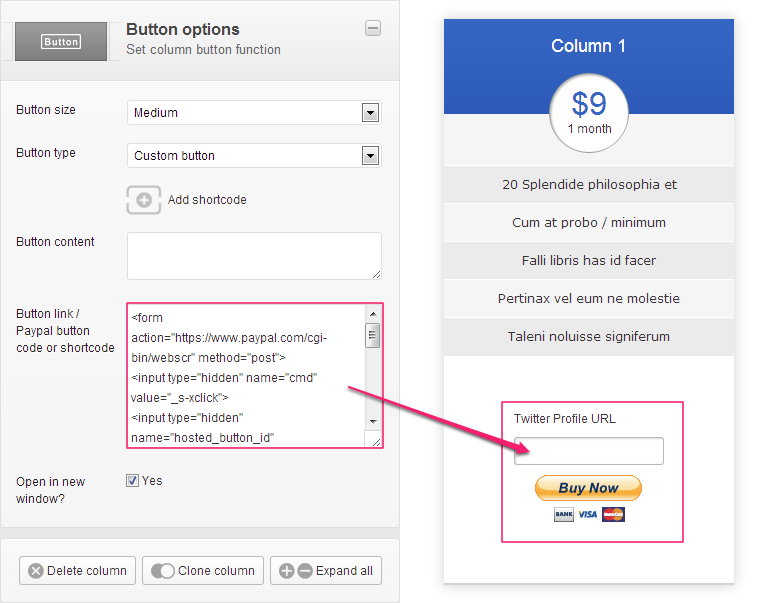 Button
Button options
Set column button function
Button size
Medium
Button type
Custom button
Add shortcode
Button content
Button link /
Paypal button
code or shortcode
<form
action="https://www.paypal.com/cgi-
bin/webscr" method="post">
<input type="hidden" name="cmd"
value="_s-xclick">
<input type="hidden"
name="hosted_button_id"
Open in new
window?
Yes
Delete column
Clone column
Expand all
Column 1
$9
1 month
20 Splendide philosophia et
Cum at probo / minimum
Falli libris has id facer
Pertinax vel eum ne molestie
Taleni noluisse signiferum
Twitter Profile URL
Buy Now
BANK
VISA
MasterCard